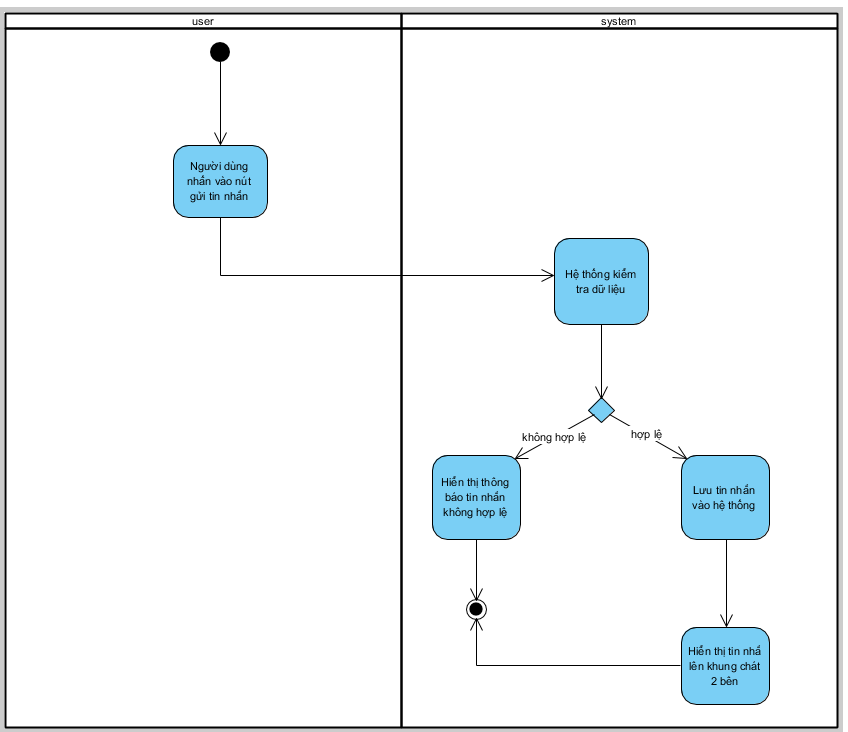 user
system
Người dùng
nhấn vào nút
gửi tin nhắn
Hệ thống kiểm
tra dữ liệu
không hợp lệ
hợp lệ
Hiển thị thông
báo tin nhắn
không hợp lệ
Lưu tin nhắn
vào hệ thống
Hiển thị tin nhắ
lên khung chát
2 bên